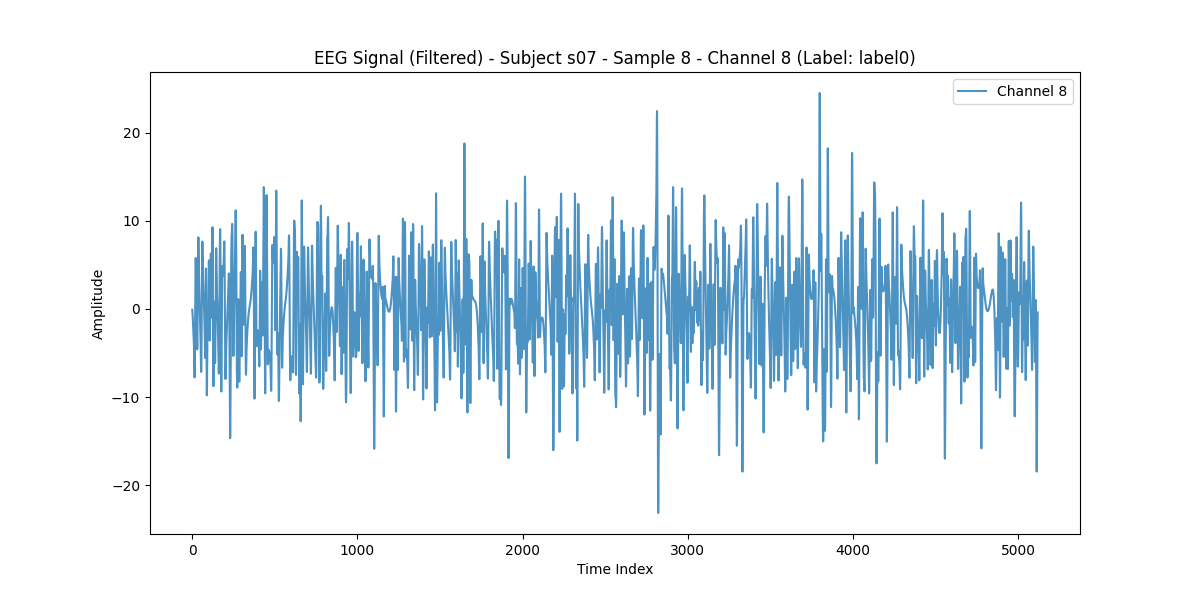 EEG Signal (Filtered) - Subject s07 - Sample 8 - Channel 8 (Label: label0)
Channel 8
20
10
0
−10
−20
Amplitude
0 1000 2000 3000 4000 5000
Time Index